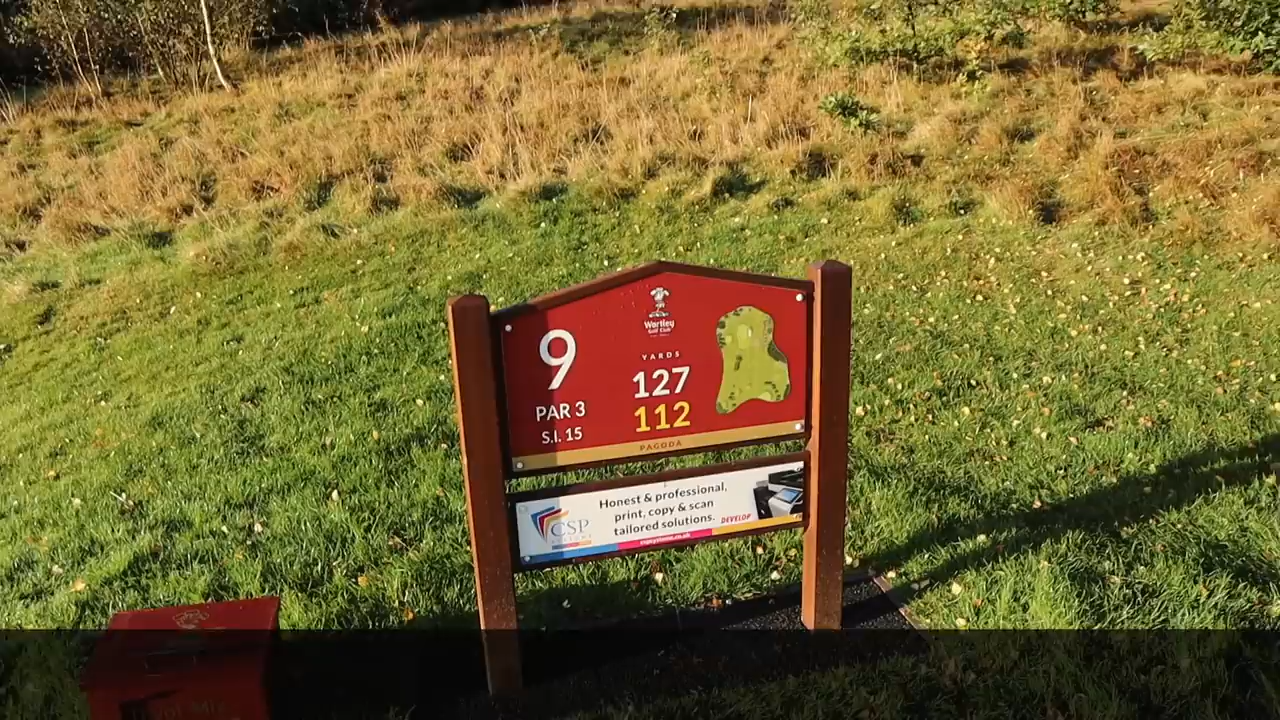 Wortley
Golf Club
9
PAR 3
S.I. 15
YARDS
127
112
PAGODA
CSP
Honest & professional,
print, copy & scan
tailored solutions.
DEVELOP